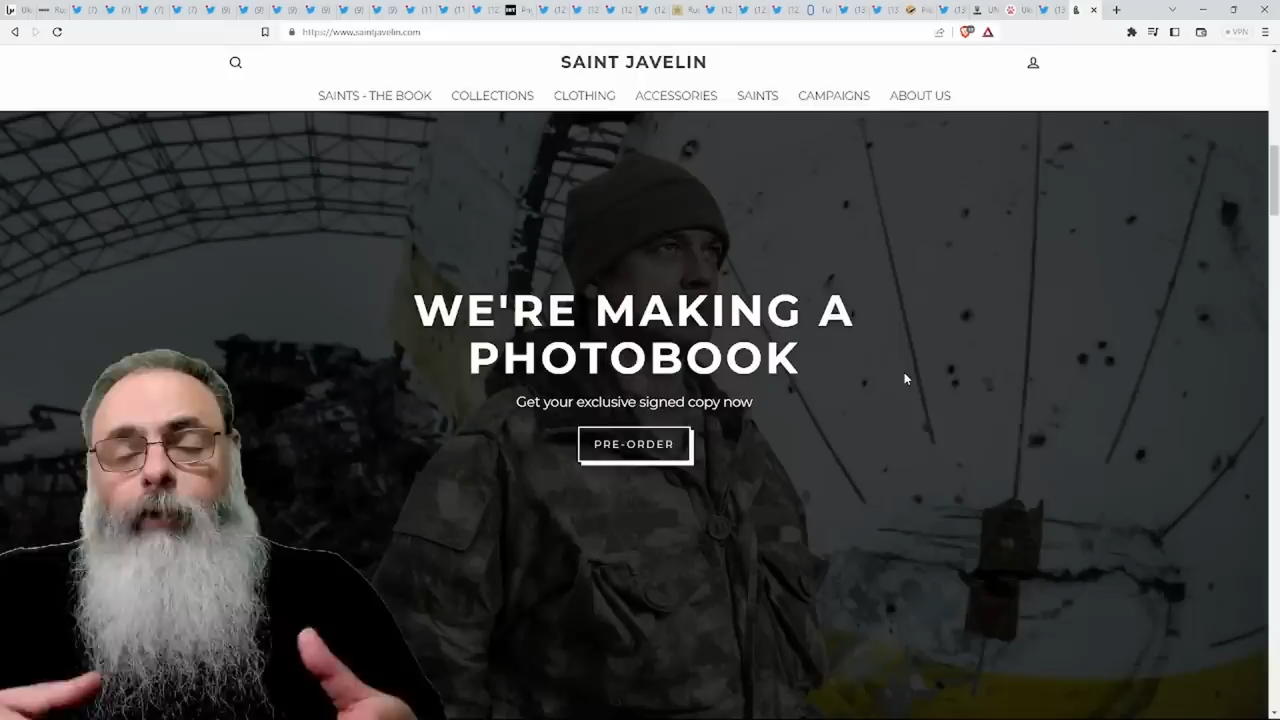 https://www.saintjavelin.com
VPN
SAINT JAVELIN
SAINTS - THE BOOK COLLECTIONS CLOTHING ACCESSORIES SAINTS CAMPAIGNS ABOUT US
WE'RE MAKING A
PHOTOBOOK
Get your exclusive signed copy now
PRE-ORDER